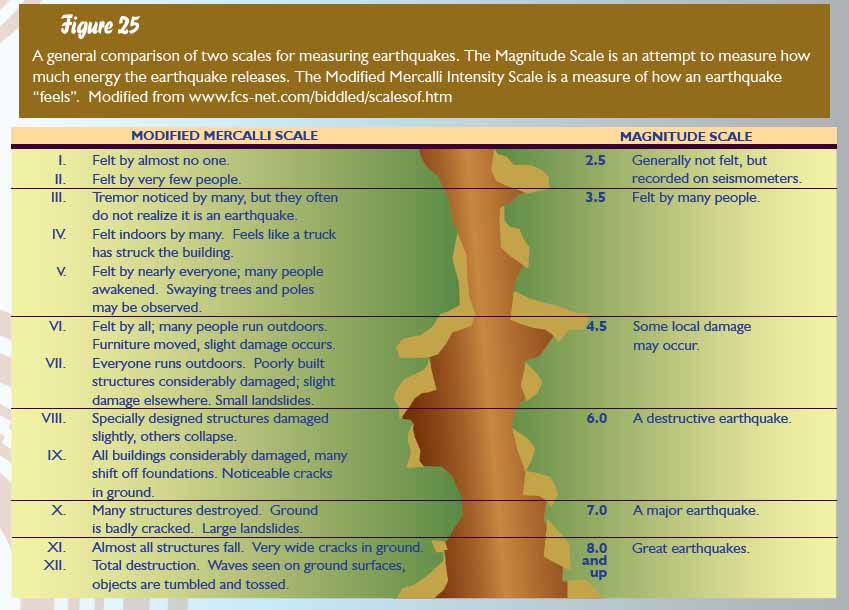 Figure 25
A general comparison of two scales for measuring earthquakes. The Magnitude Scale is an attempt to measure how
much energy the earthquake releases. The Modified Mercalli Intensity Scale is a measure of how an earthquake
“feels”. Modified from www.fcs-net.com/biddled/scalesof.htm
MODIFIED MERCALLI SCALE
I. Felt by almost no one.
II. Felt by very few people.
III. Tremor noticed by many, but they often
do not realize it is an earthquake.
IV. Felt indoors by many. Feels like a truck
has struck the building.
V. Felt by nearly everyone; many people
awakened. Swaying trees and poles
may be observed.
VI. Felt by all; many people run outdoors.
Furniture moved, slight damage occurs.
VII. Everyone runs outdoors. Poorly built
structures considerably damaged; slight
damage elsewhere. Small landslides.
VIII. Specially designed structures damaged
slightly, others collapse.
IX. All buildings considerably damaged, many
shift off foundations. Noticeable cracks
in ground.
X. Many structures destroyed. Ground
is badly cracked. Large landslides.
XI. Almost all structures fall. Very wide cracks in ground.
XII. Total destruction. Waves seen on ground surfaces,
objects are tumbled and tossed.
MAGNITUDE SCALE
2.5 Generally not felt, but
recorded on seismometers.
3.5 Felt by many people.
4.5 Some local damage
may occur.
6.0 A destructive earthquake.
7.0 A major earthquake.
8.0 Great earthquakes.
and
up